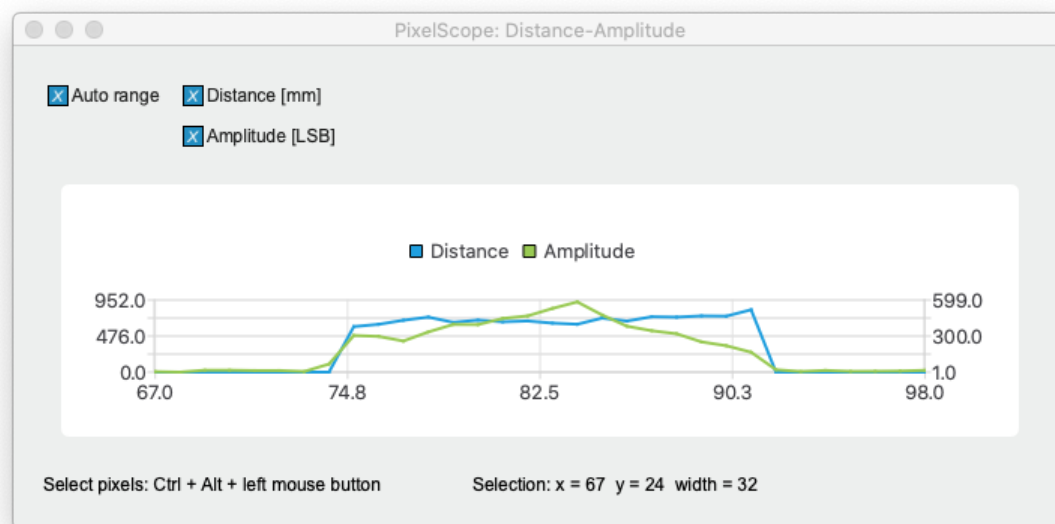 PixelScope: Distance-Amplitude
X Auto range X Distance [mm]
X Amplitude [LSB]
Distance Amplitude
952.0 599.0
476.0 300.0
0.0 1.0
67.0 74.8 82.5 90.3 98.0
Select pixels: Ctrl + Alt + left mouse button Selection: x = 67 y = 24 width = 32